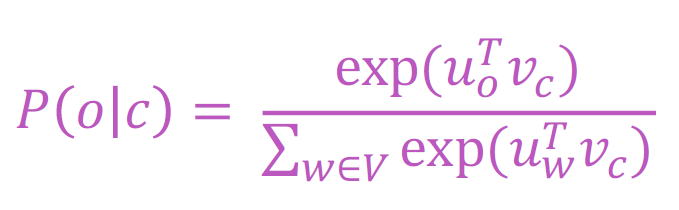 P(o|c) = exp(u_o^T v_c) / ∑_{w∈V} exp(u_w^T v_c)